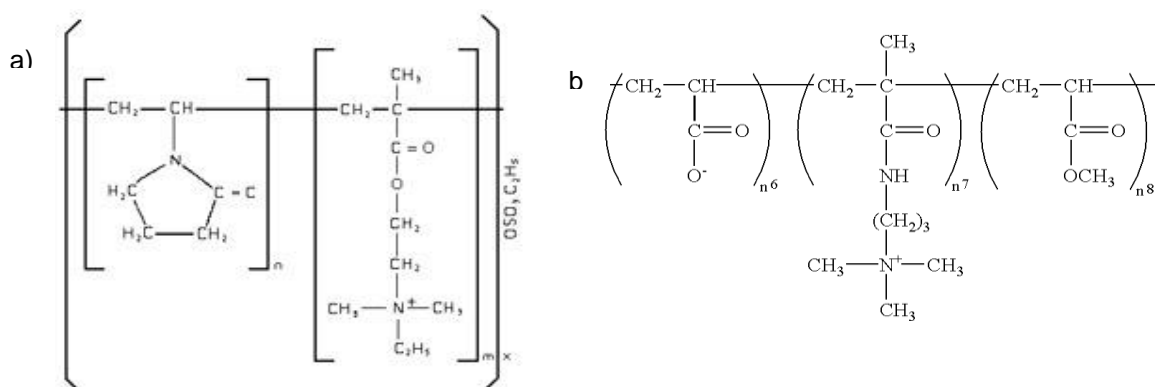 a)
CH₃
CH₂ CH CH₂ C
C = O
N
O
H₂C C = C
H₂C CH₂
CH₂
CH₂
CH₃ N⁺ CH₃
C₂H₅
n
m x
OSO₃C₂H₅
b
CH₃
CH₂ CH CH₂ C CH₂ CH
C=O C=O C=O
O⁻ NH OCH₃
n6 n7 n8
(CH₂)₃
CH₃ N⁺ CH₃
CH₃